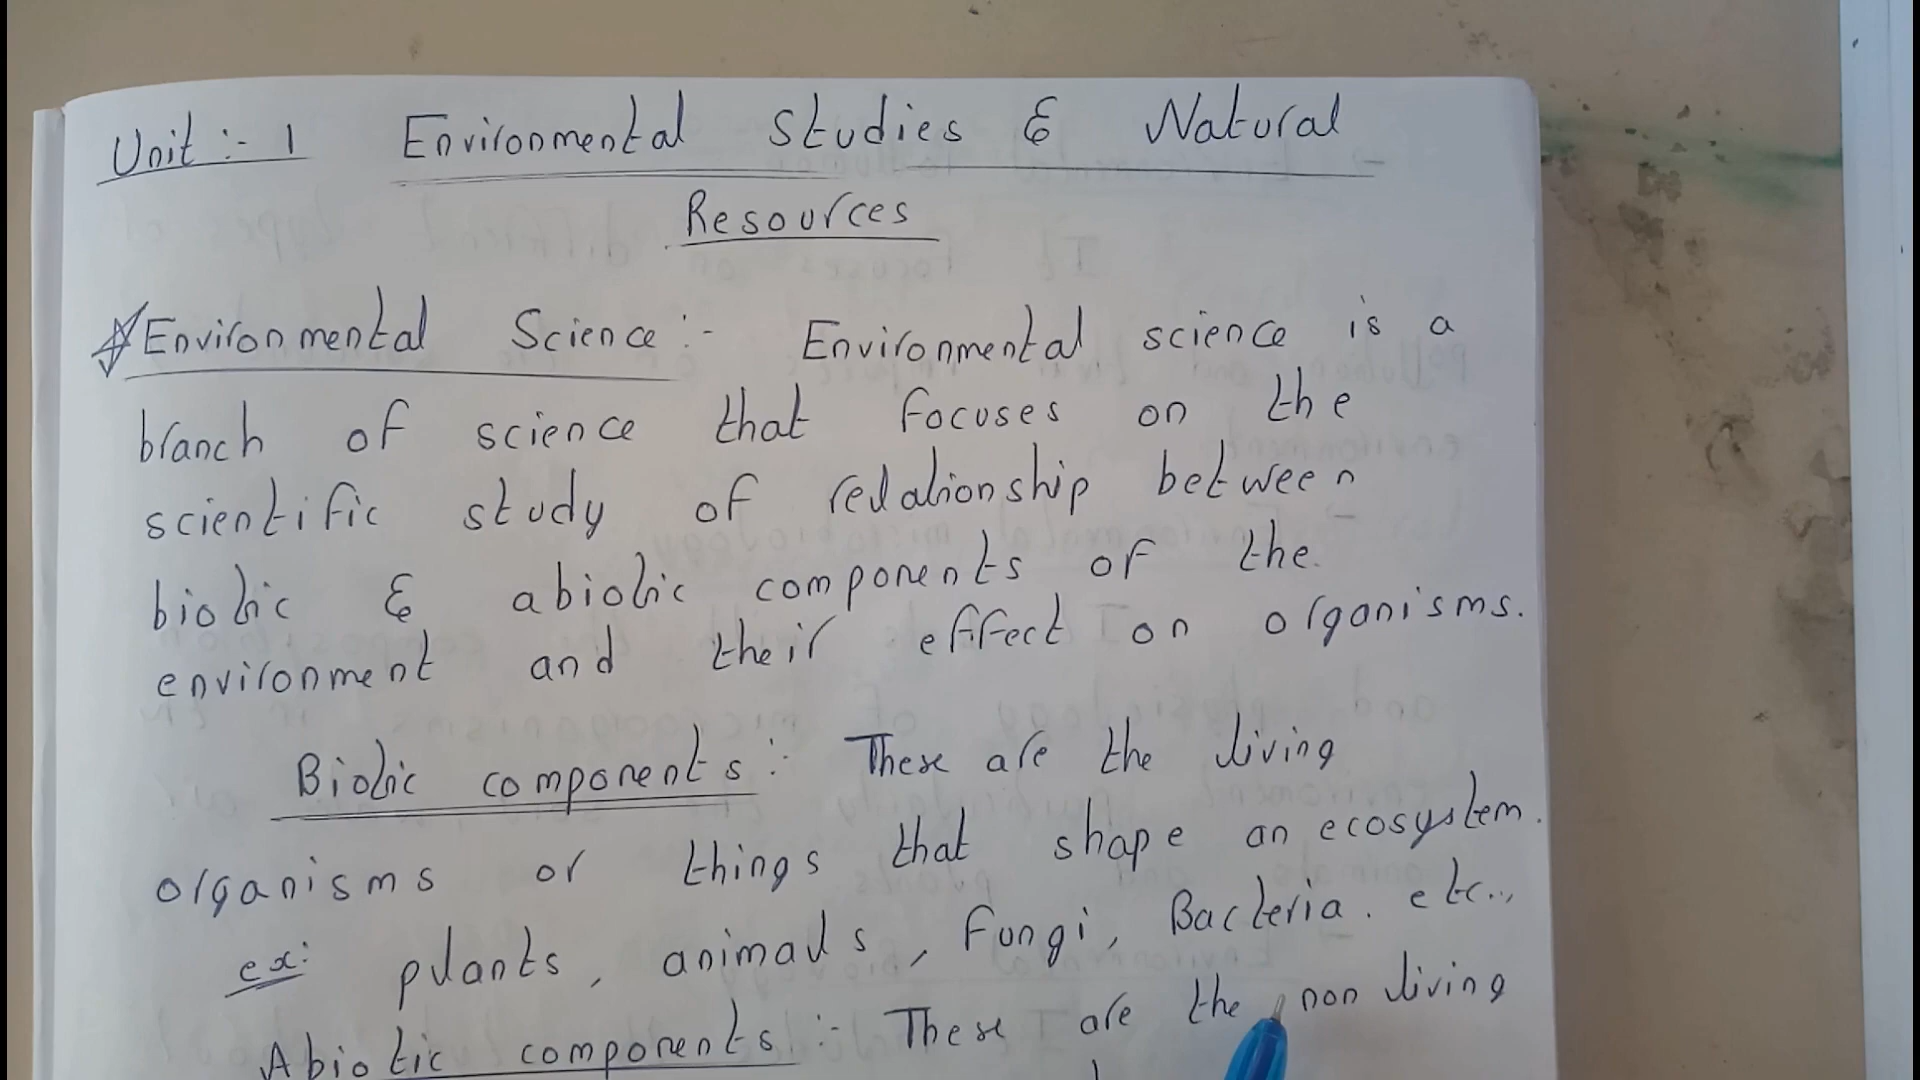 Unit :- 1 Environmental Studies & Natural
Resources
Environmental Science :- Environmental science is a
branch of science that focuses on the
scientific study of relationship between
biotic & abiotic components of the
environment and their effect on organisms.
Biotic components :- These are the living
organisms or things that shape an ecosystem.
ex: plants, animals, Fungi, Bacteria. etc..,
Abiotic components :- These are the non living